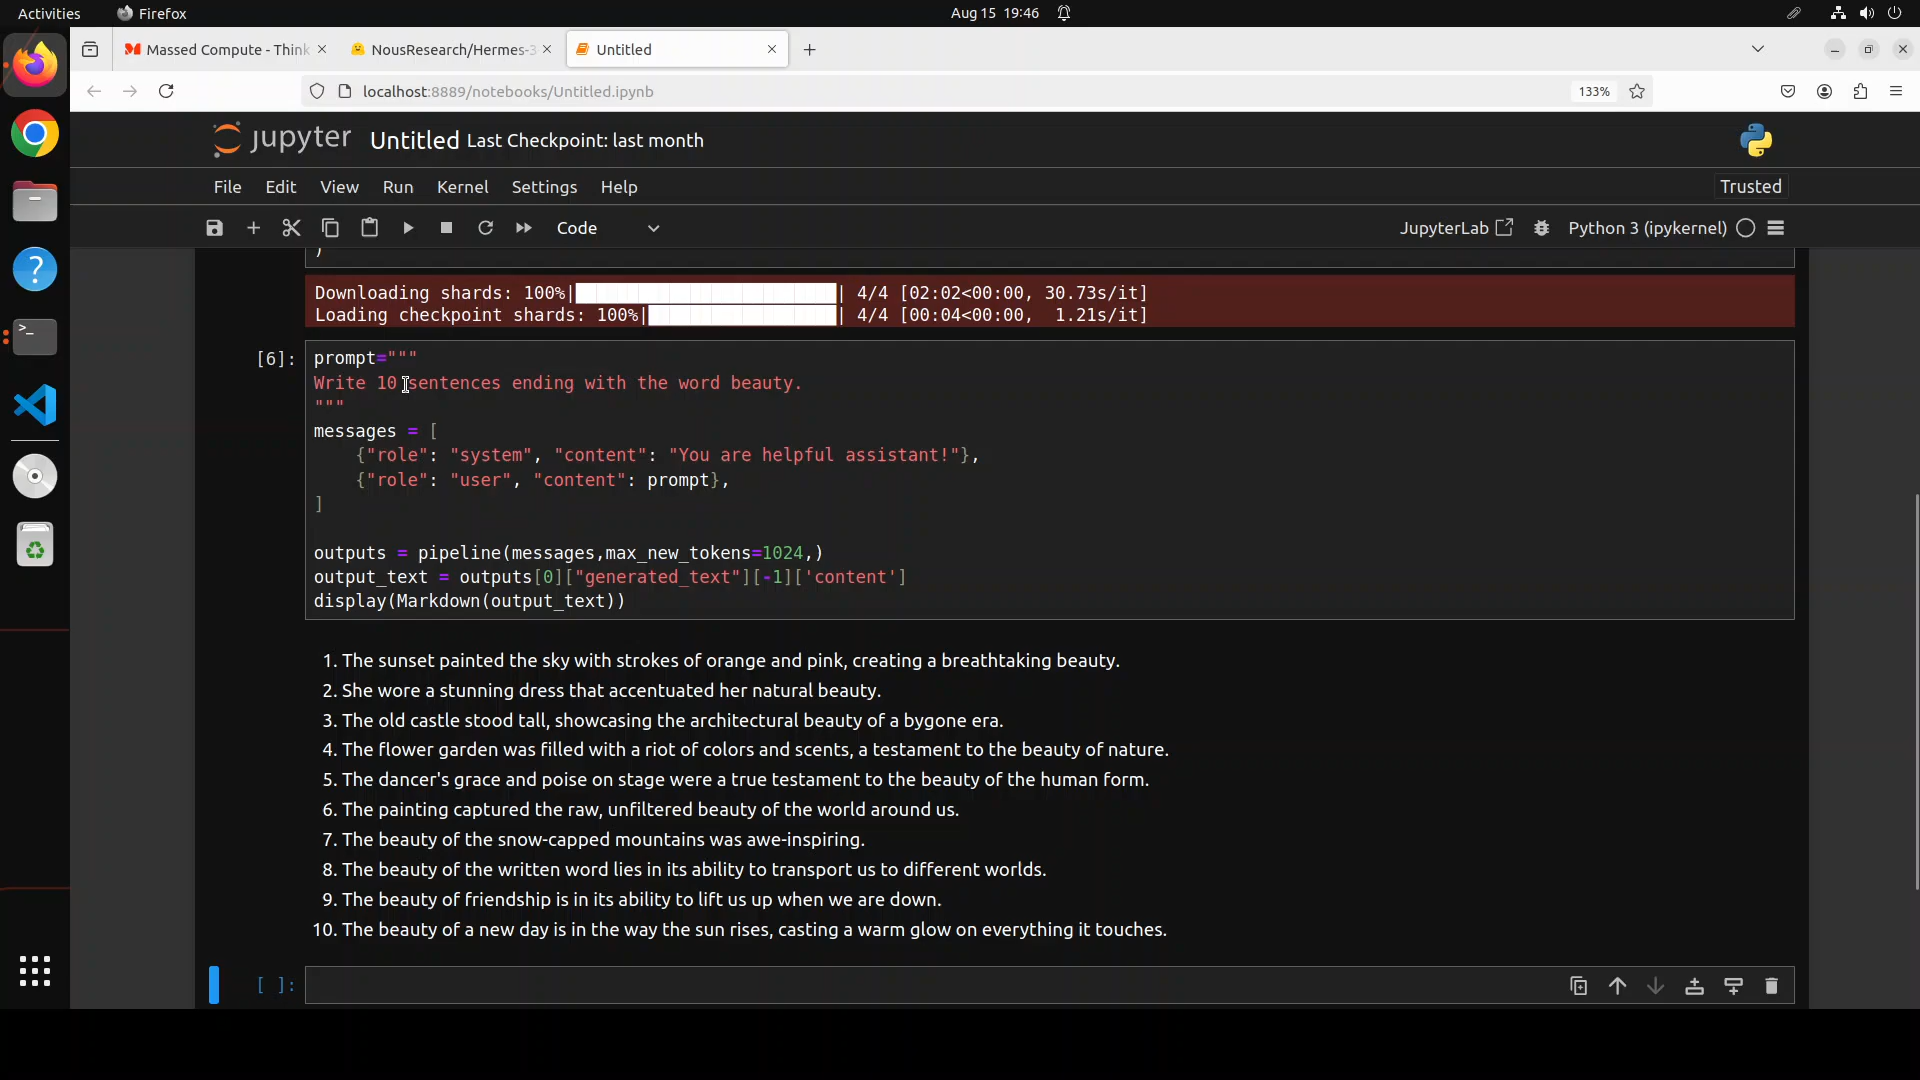 Activities
Firefox
Aug 15 19:46
Massed Compute - Think
NousResearch/Hermes-3
Untitled
localhost:8889/notebooks/Untitled.ipynb
133%
jupyter
Untitled Last Checkpoint: last month
File Edit View Run Kernel Settings Help
Trusted
Code
JupyterLab
Python 3 (ipykernel)
)
Downloading shards: 100%| | 4/4 [02:02<00:00, 30.73s/it]
Loading checkpoint shards: 100%| | 4/4 [00:04<00:00, 1.21s/it]
[6]: prompt="""
Write 10 sentences ending with the word beauty.
"""
messages = [
{"role": "system", "content": "You are helpful assistant!"},
{"role": "user", "content": prompt},
]
outputs = pipeline(messages,max_new_tokens=1024,)
output_text = outputs[0]["generated_text"][-1]['content']
display(Markdown(output_text))
1. The sunset painted the sky with strokes of orange and pink, creating a breathtaking beauty.
2. She wore a stunning dress that accentuated her natural beauty.
3. The old castle stood tall, showcasing the architectural beauty of a bygone era.
4. The flower garden was filled with a riot of colors and scents, a testament to the beauty of nature.
5. The dancer's grace and poise on stage were a true testament to the beauty of the human form.
6. The painting captured the raw, unfiltered beauty of the world around us.
7. The beauty of the snow-capped mountains was awe-inspiring.
8. The beauty of the written word lies in its ability to transport us to different worlds.
9. The beauty of friendship is in its ability to lift us up when we are down.
10. The beauty of a new day is in the way the sun rises, casting a warm glow on everything it touches.
[ ]: